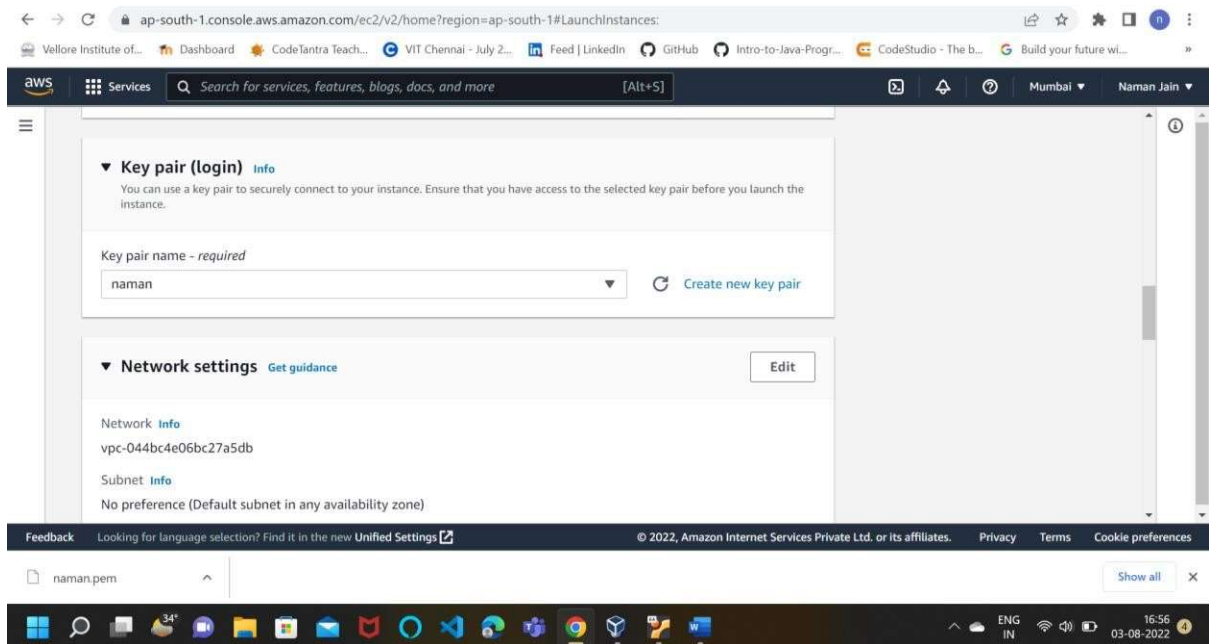 ap-south-1.console.aws.amazon.com/ec2/v2/home?region=ap-south-1#LaunchInstances:
n
Vellore Institute of... Dashboard CodeTantra Teach... VIT Chennai - July 2... Feed | LinkedIn GitHub Intro-to-Java-Progr... CodeStudio - The b... Build your future wi... »
aws Services Search for services, features, blogs, docs, and more [Alt+S] Mumbai ▼ Naman Jain ▼
▼ Key pair (login) Info
You can use a key pair to securely connect to your instance. Ensure that you have access to the selected key pair before you launch the
instance.
Key pair name - required
naman Create new key pair
▼ Network settings Get guidance Edit
Network Info
vpc-044bc4e06bc27a5db
Subnet Info
No preference (Default subnet in any availability zone)
Feedback Looking for language selection? Find it in the new Unified Settings © 2022, Amazon Internet Services Private Ltd. or its affiliates. Privacy Terms Cookie preferences
naman.pem Show all
34°
ENG 16:56
IN 03-08-2022 4